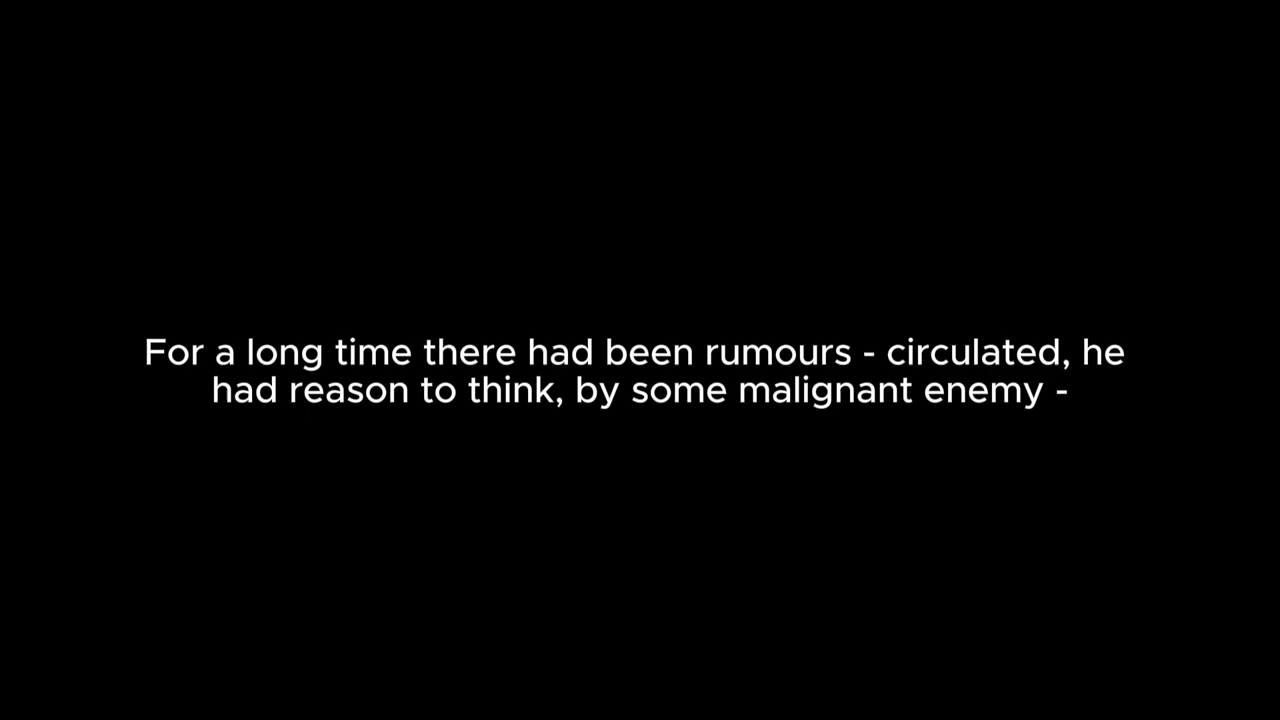 For a long time there had been rumours - circulated, he
had reason to think, by some malignant enemy -